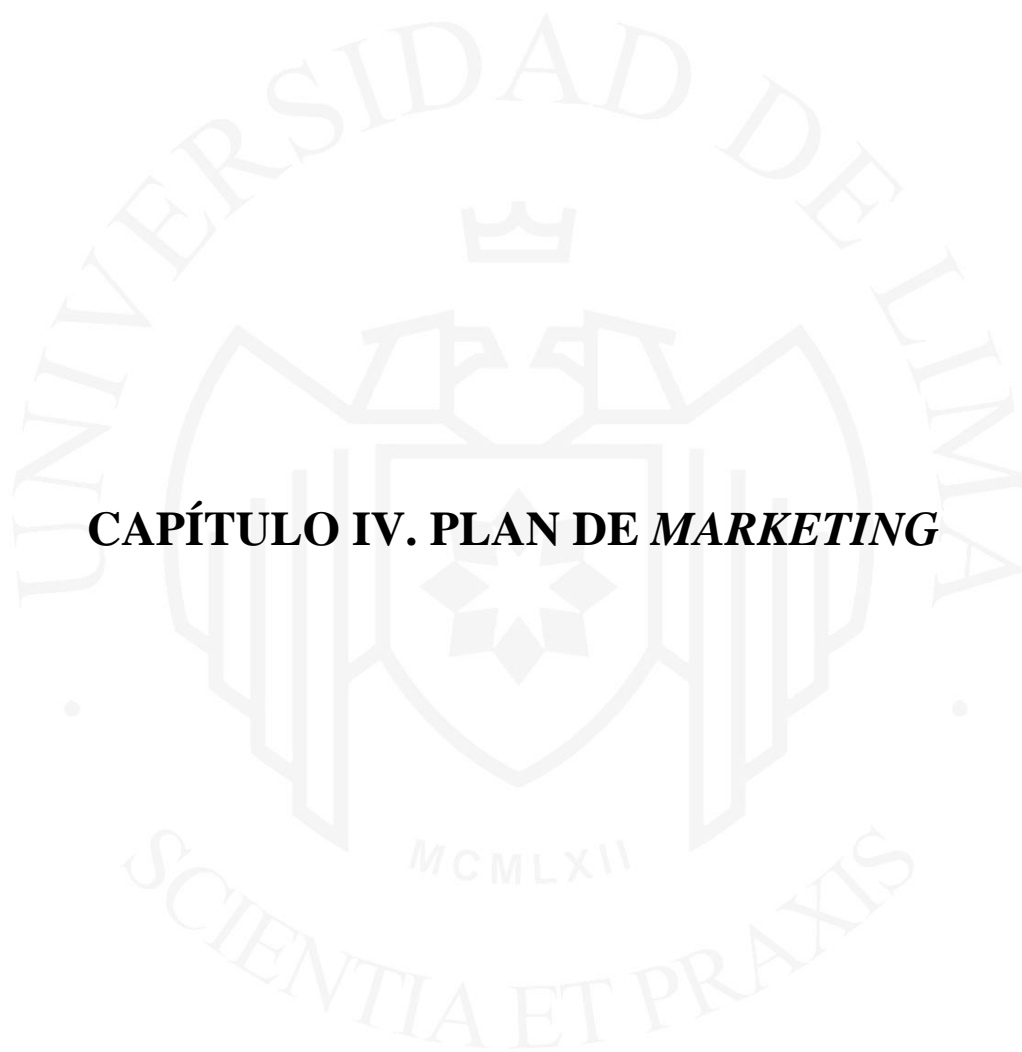 UNIVERSIDAD DE LIMA
CAPÍTULO IV. PLAN DE MARKETING
MCMLXII
SCIENTIA ET PRAXIS